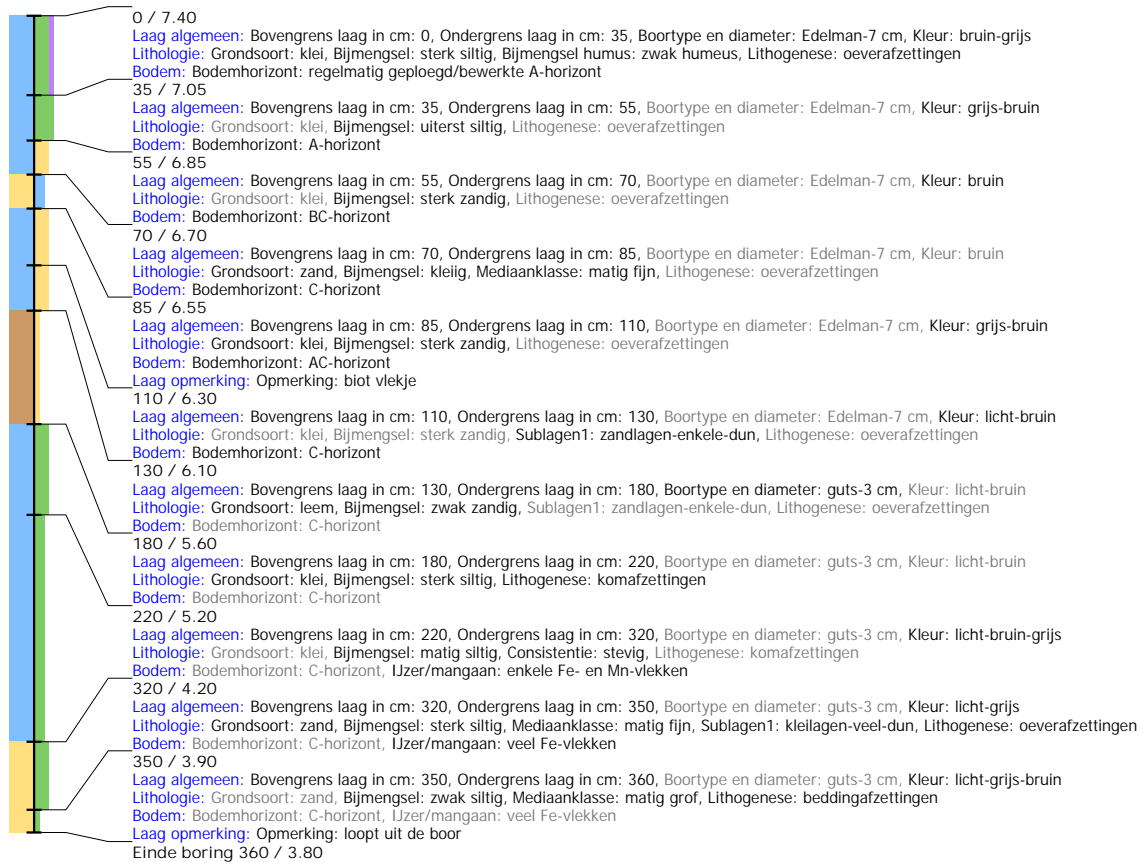 0 / 7.40
Laag algemeen: Bovengrens laag in cm: 0, Ondergrens laag in cm: 35, Boortype en diameter: Edelman-7 cm, Kleur: bruin-grijs
Lithologie: Grondsoort: klei, Bijmengsel: sterk siltig, Bijmengsel humus: zwak humeus, Lithogenese: oeverafzettingen
Bodem: Bodemhorizont: regelmatig geploegd/bewerkte A-horizont
35 / 7.05
Laag algemeen: Bovengrens laag in cm: 35, Ondergrens laag in cm: 55, Boortype en diameter: Edelman-7 cm, Kleur: grijs-bruin
Lithologie: Grondsoort: klei, Bijmengsel: uiterst siltig, Lithogenese: oeverafzettingen
Bodem: Bodemhorizont: A-horizont
55 / 6.85
Laag algemeen: Bovengrens laag in cm: 55, Ondergrens laag in cm: 70, Boortype en diameter: Edelman-7 cm, Kleur: bruin
Lithologie: Grondsoort: klei, Bijmengsel: sterk zandig, Lithogenese: oeverafzettingen
Bodem: Bodemhorizont: BC-horizont
70 / 6.70
Laag algemeen: Bovengrens laag in cm: 70, Ondergrens laag in cm: 85, Boortype en diameter: Edelman-7 cm, Kleur: bruin
Lithologie: Grondsoort: zand, Bijmengsel: kleiig, Mediaanklasse: matig fijn, Lithogenese: oeverafzettingen
Bodem: Bodemhorizont: C-horizont
85 / 6.55
Laag algemeen: Bovengrens laag in cm: 85, Ondergrens laag in cm: 110, Boortype en diameter: Edelman-7 cm, Kleur: grijs-bruin
Lithologie: Grondsoort: klei, Bijmengsel: sterk zandig, Lithogenese: oeverafzettingen
Bodem: Bodemhorizont: AC-horizont
Laag opmerking: Opmerking: biot vlekje
110 / 6.30
Laag algemeen: Bovengrens laag in cm: 110, Ondergrens laag in cm: 130, Boortype en diameter: Edelman-7 cm, Kleur: licht-bruin
Lithologie: Grondsoort: klei, Bijmengsel: sterk zandig, Sublagen1: zandlagen-enkele-dun, Lithogenese: oeverafzettingen
Bodem: Bodemhorizont: C-horizont
130 / 6.10
Laag algemeen: Bovengrens laag in cm: 130, Ondergrens laag in cm: 180, Boortype en diameter: guts-3 cm, Kleur: licht-bruin
Lithologie: Grondsoort: leem, Bijmengsel: zwak zandig, Sublagen1: zandlagen-enkele-dun, Lithogenese: oeverafzettingen
Bodem: Bodemhorizont: C-horizont
180 / 5.60
Laag algemeen: Bovengrens laag in cm: 180, Ondergrens laag in cm: 220, Boortype en diameter: guts-3 cm, Kleur: licht-bruin
Lithologie: Grondsoort: klei, Bijmengsel: sterk siltig, Lithogenese: komafzettingen
Bodem: Bodemhorizont: C-horizont
220 / 5.20
Laag algemeen: Bovengrens laag in cm: 220, Ondergrens laag in cm: 320, Boortype en diameter: guts-3 cm, Kleur: licht-bruin-grijs
Lithologie: Grondsoort: klei, Bijmengsel: matig siltig, Consistentie: stevig, Lithogenese: komafzettingen
Bodem: Bodemhorizont: C-horizont, IJzer/mangaan: enkele Fe- en Mn-vlekken
320 / 4.20
Laag algemeen: Bovengrens laag in cm: 320, Ondergrens laag in cm: 350, Boortype en diameter: guts-3 cm, Kleur: licht-grijs
Lithologie: Grondsoort: zand, Bijmengsel: sterk siltig, Mediaanklasse: matig fijn, Sublagen1: kleilagen-veel-dun, Lithogenese: oeverafzettingen
Bodem: Bodemhorizont: C-horizont, IJzer/mangaan: veel Fe-vlekken
350 / 3.90
Laag algemeen: Bovengrens laag in cm: 350, Ondergrens laag in cm: 360, Boortype en diameter: guts-3 cm, Kleur: licht-grijs-bruin
Lithologie: Grondsoort: zand, Bijmengsel: zwak siltig, Mediaanklasse: matig grof, Lithogenese: beddingafzettingen
Bodem: Bodemhorizont: C-horizont, IJzer/mangaan: veel Fe-vlekken
Laag opmerking: Opmerking: loopt uit de boor
Einde boring 360 / 3.80